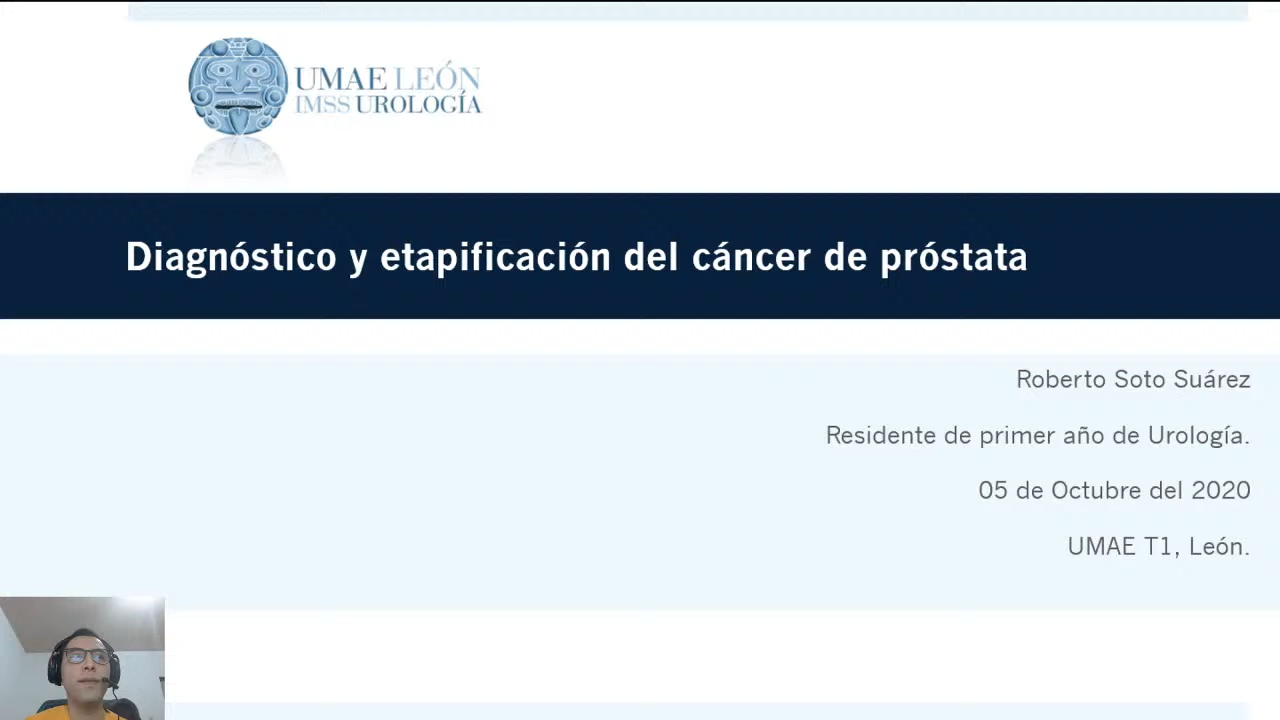 UMAE LEÓN
IMSS UROLOGÍA
Diagnóstico y etapificación del cáncer de próstata
Roberto Soto Suárez
Residente de primer año de Urología.
05 de Octubre del 2020
UMAE T1, León.